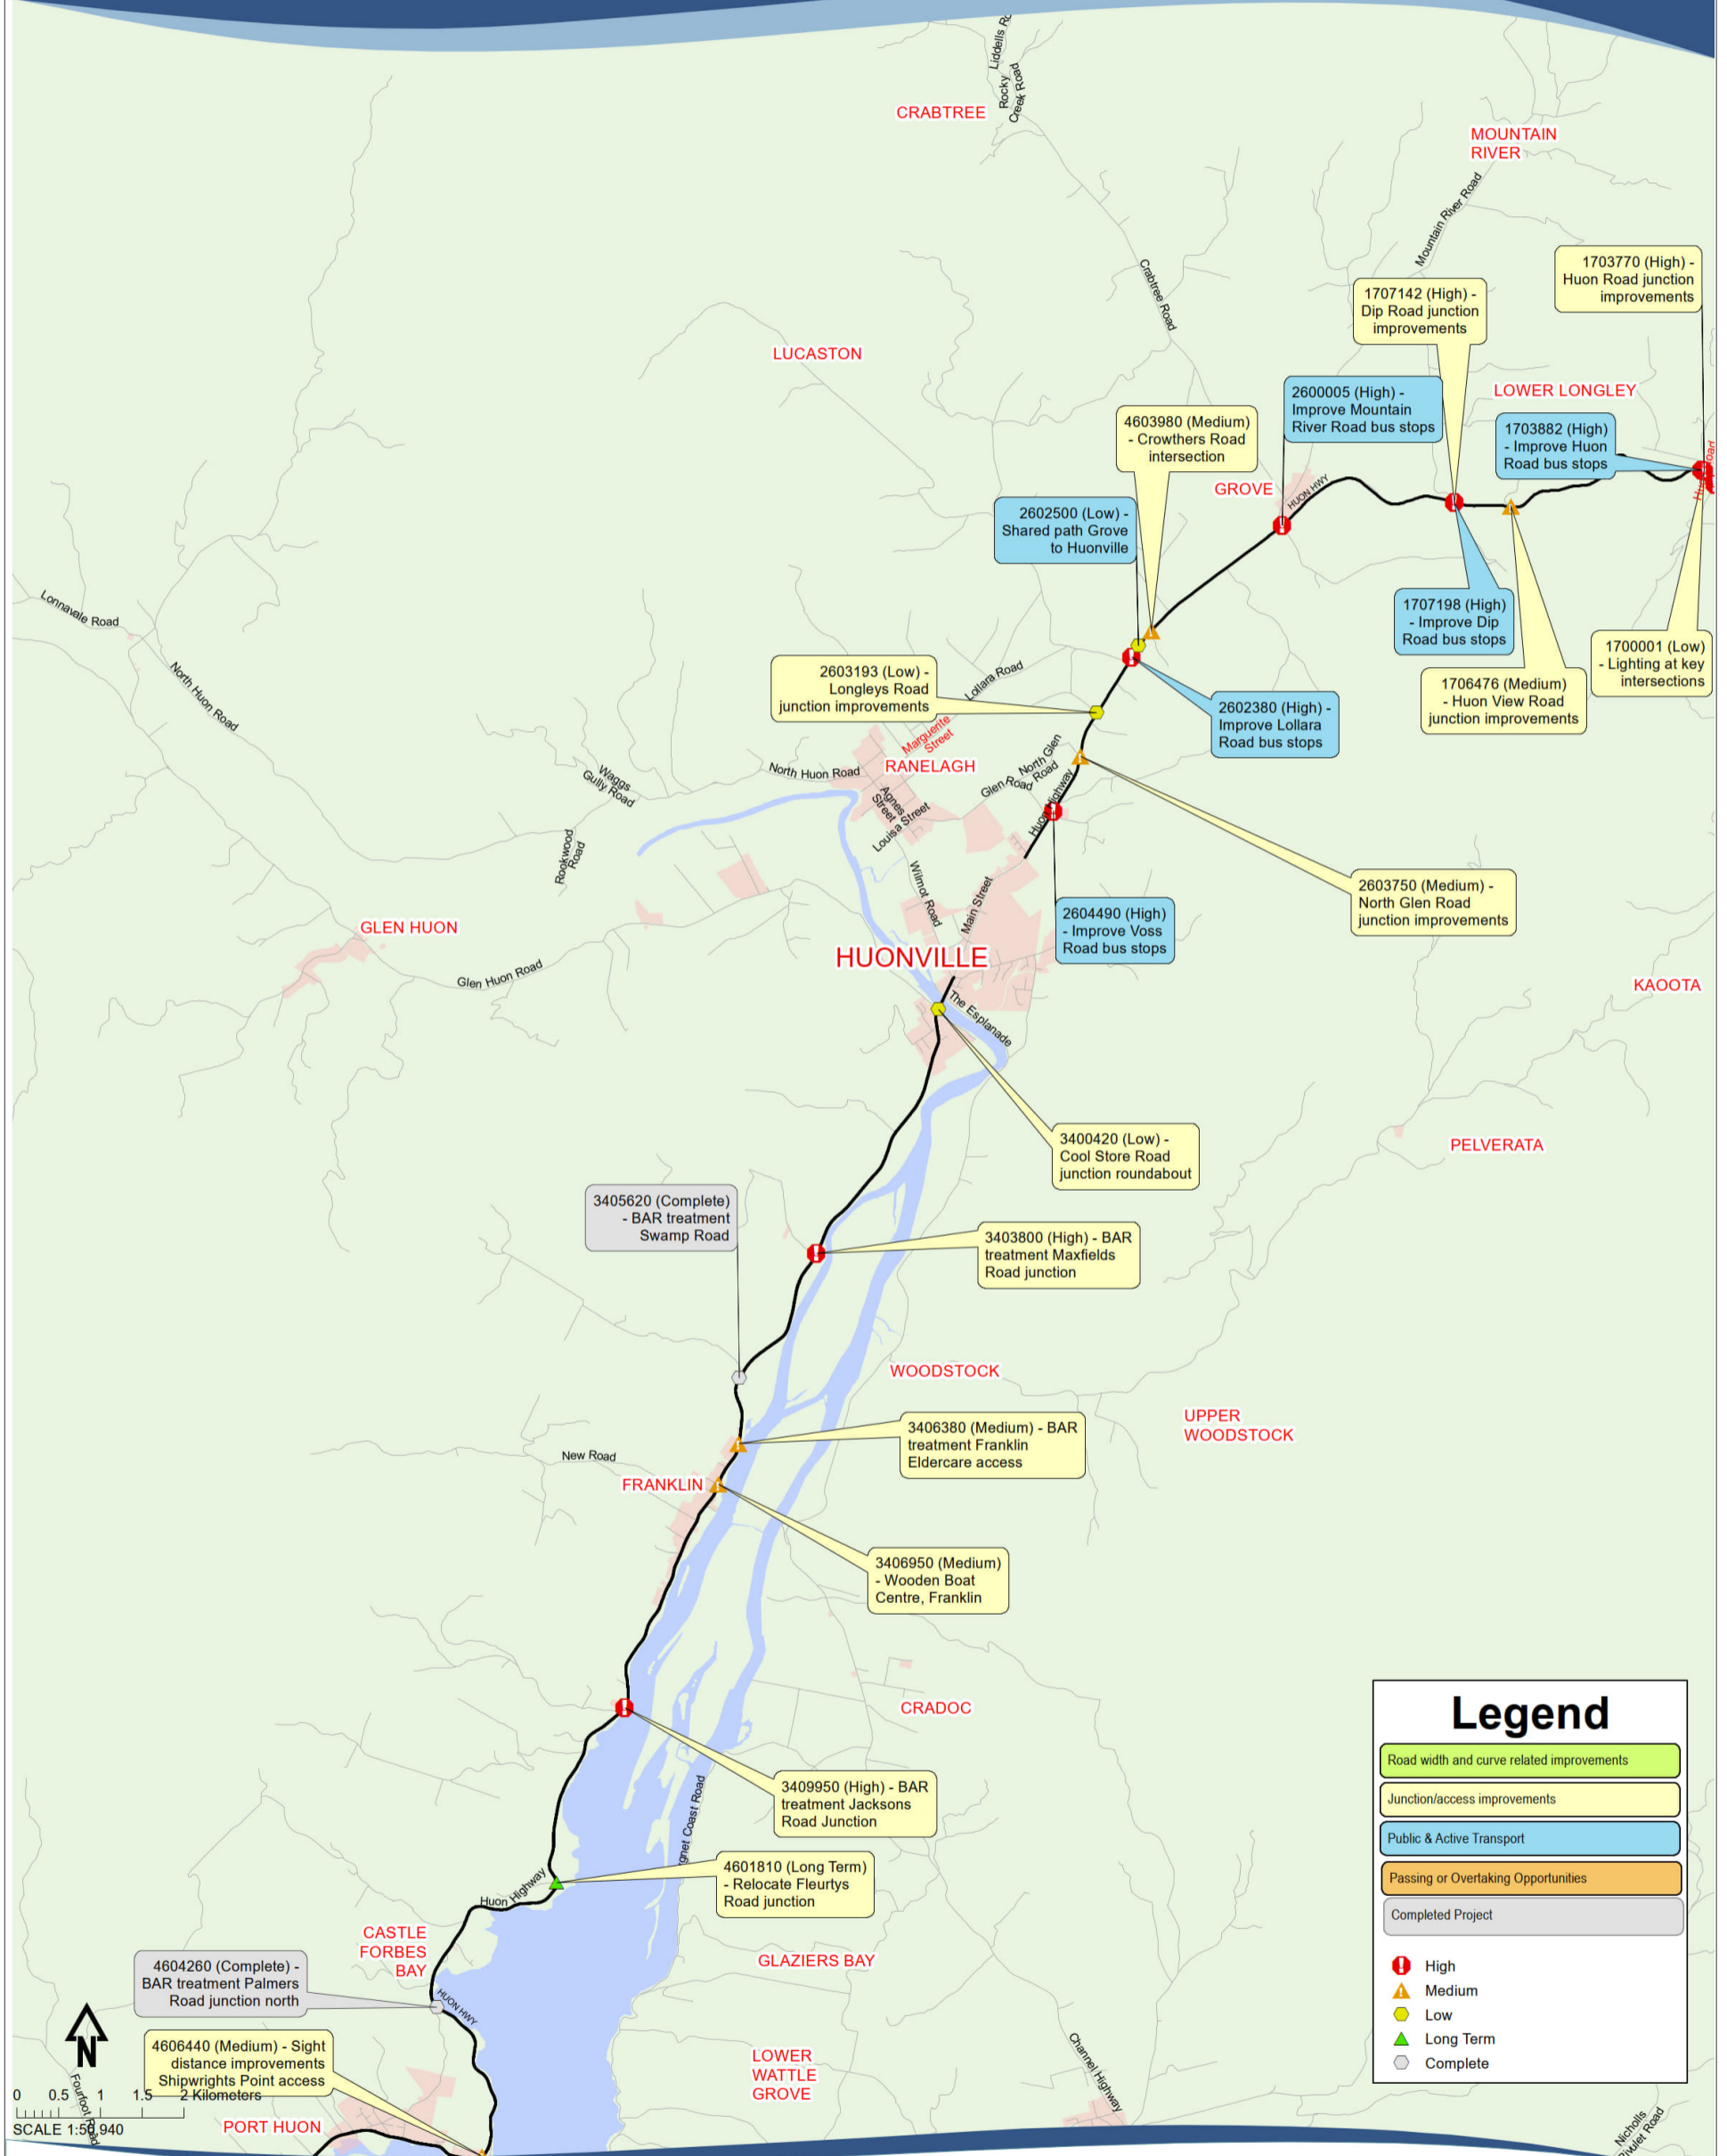 Liddells Ro
Rocky
Creek Road
CRABTREE
MOUNTAIN
RIVER
Mountain River Road
Crabtree Road
1703770 (High) -
Huon Road junction
improvements
1707142 (High) -
Dip Road junction
improvements
LUCASTON
LOWER LONGLEY
2600005 (High) -
Improve Mountain
River Road bus stops
4603980 (Medium)
- Crowthers Road
intersection
1703882 (High)
- Improve Huon
Road bus stops
GROVE
HUON HWY
2602500 (Low) -
Shared path Grove
to Huonville
1707198 (High)
- Improve Dip
Road bus stops
1700001 (Low)
- Lighting at key
intersections
1706476 (Medium)
- Huon View Road
junction improvements
Lonnavale Road
North Huon Road
2603193 (Low) -
Longleys Road
junction improvements
Lollara Road
2602380 (High) -
Improve Lollara
Road bus stops
Marguerite
Street
RANELAGH
North Huon Road
Waggs
Gully Road
Agnes
Street
Louisa Street
North Glen
Road
Glen Road
Huon Highway
Rookwood
Road
Wilmot Road
Main Street
2603750 (Medium) -
North Glen Road
junction improvements
2604490 (High)
- Improve Voss
Road bus stops
GLEN HUON
Glen Huon Road
HUONVILLE
The Esplanade
KAOOTA
3400420 (Low) -
Cool Store Road
junction roundabout
PELVERATA
3405620 (Complete)
- BAR treatment
Swamp Road
3403800 (High) - BAR
treatment Maxfields
Road junction
WOODSTOCK
UPPER
WOODSTOCK
3406380 (Medium) - BAR
treatment Franklin
Eldercare access
New Road
FRANKLIN
3406950 (Medium)
- Wooden Boat
Centre, Franklin
CRADOC
3409950 (High) - BAR
treatment Jacksons
Road Junction
gnet Coast Road
4601810 (Long Term)
- Relocate Fleurtys
Road junction
Huon Highway
CASTLE
FORBES
BAY
GLAZIERS BAY
4604260 (Complete) -
BAR treatment Palmers
Road junction north
HUON HWY
N
4606440 (Medium) - Sight
distance improvements
Shipwrights Point access
LOWER
WATTLE
GROVE
Channel Highway
0 0.5 1 1.5 2 Kilometers
SCALE 1:50,940
Fourfoot Road
PORT HUON
Nicholls
Rivulet Road
Legend
Road width and curve related improvements
Junction/access improvements
Public & Active Transport
Passing or Overtaking Opportunities
Completed Project
High
Medium
Low
Long Term
Complete